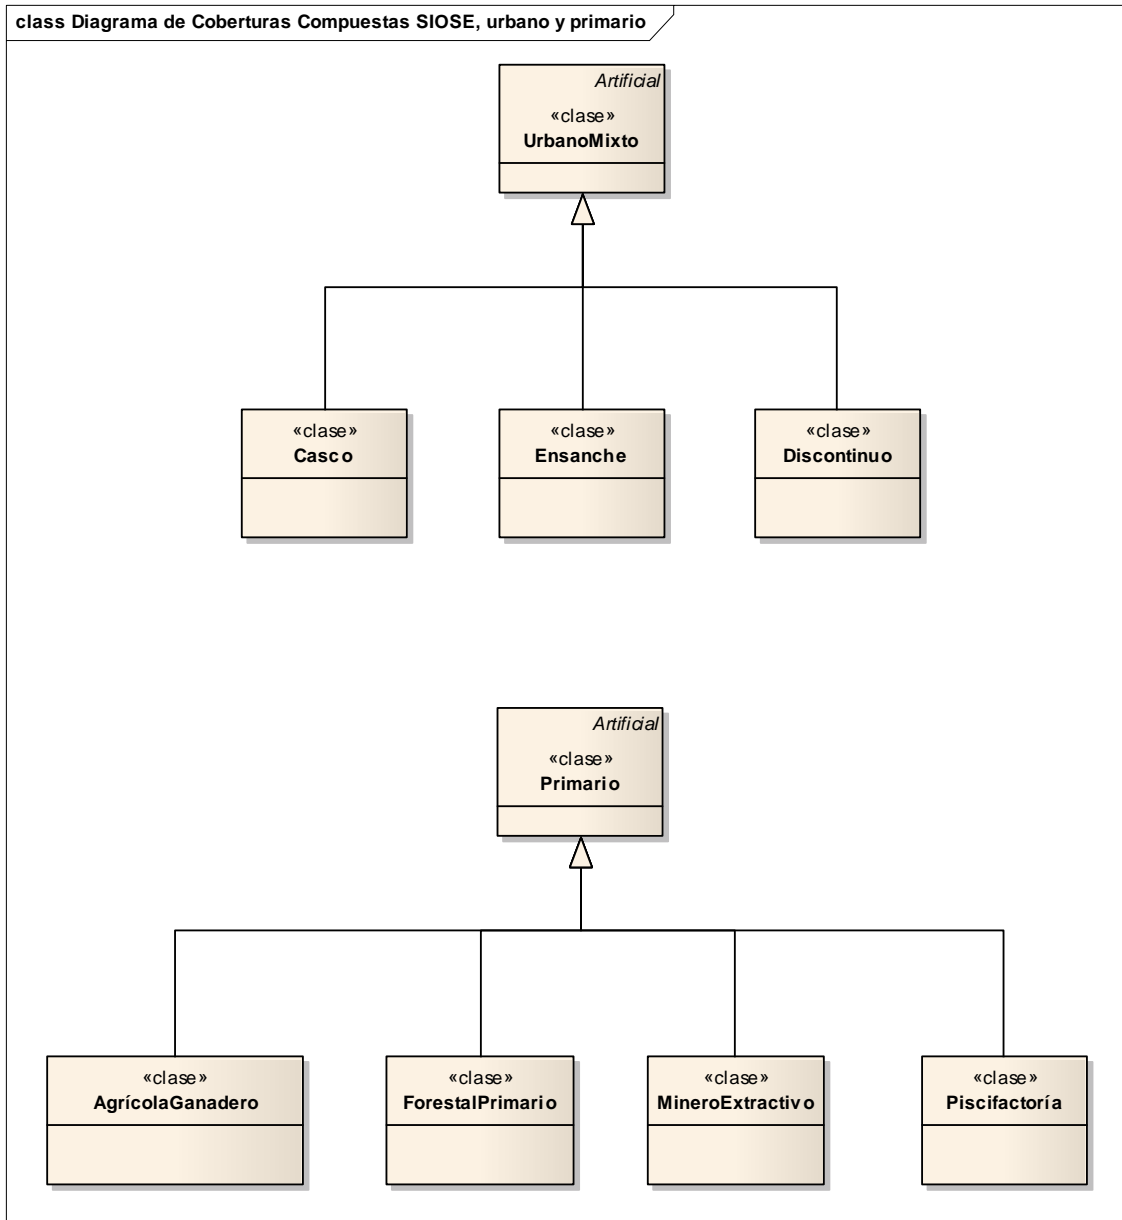 class Diagrama de Coberturas Compuestas SIOSE, urbano y primario
Artificial
«clase»
UrbanoMixto
«clase»
Casco
«clase»
Ensanche
«clase»
Discontinuo
Artificial
«clase»
Primario
«clase»
AgrícolaGanadero
«clase»
ForestalPrimario
«clase»
MineroExtractivo
«clase»
Piscifactoría